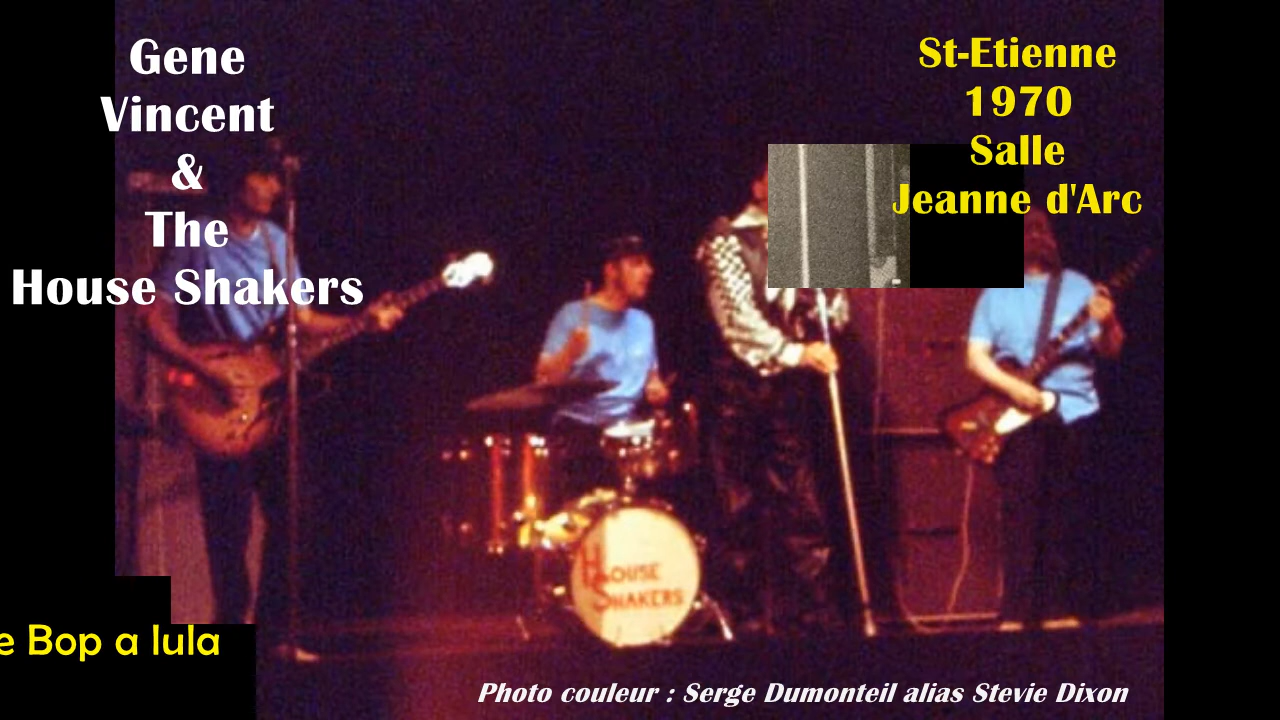 Gene
Vincent
&
The
House Shakers
St-Etienne
1970
Salle
Jeanne d'Arc
HOUSE
SHAKERS
e Bop a lula
Photo couleur : Serge Dumonteil alias Stevie Dixon